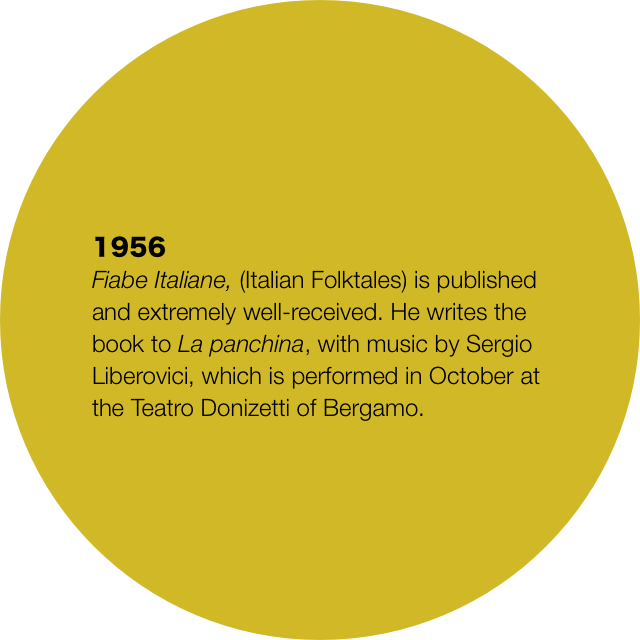 1956
Fiabe Italiane, (Italian Folktales) is published
and extremely well-received. He writes the
book to La panchina, with music by Sergio
Liberovici, which is performed in October at
the Teatro Donizetti of Bergamo.